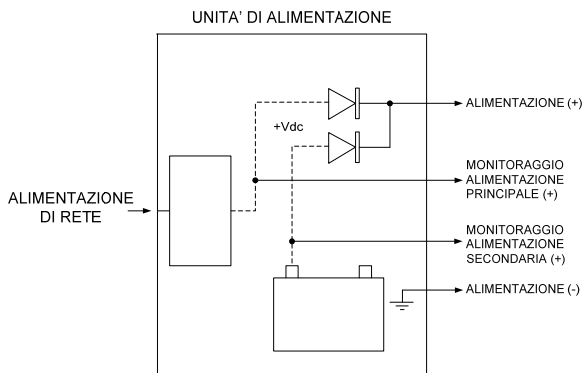 UNITA' DI ALIMENTAZIONE
ALIMENTAZIONE (+)
+Vdc
MONITORAGGIO
ALIMENTAZIONE
PRINCIPALE (+)
ALIMENTAZIONE
DI RETE
MONITORAGGIO
ALIMENTAZIONE
SECONDARIA (+)
ALIMENTAZIONE (-)